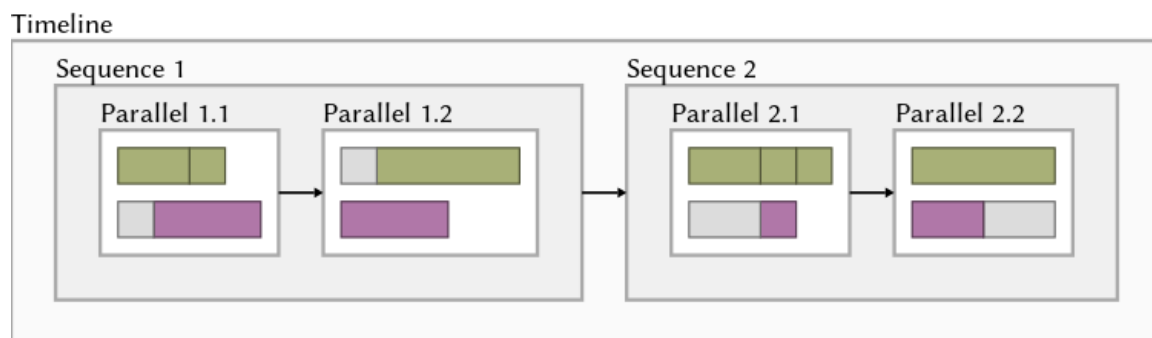 Timeline
Sequence 1
Sequence 2
Parallel 1.1
Parallel 1.2
Parallel 2.1
Parallel 2.2